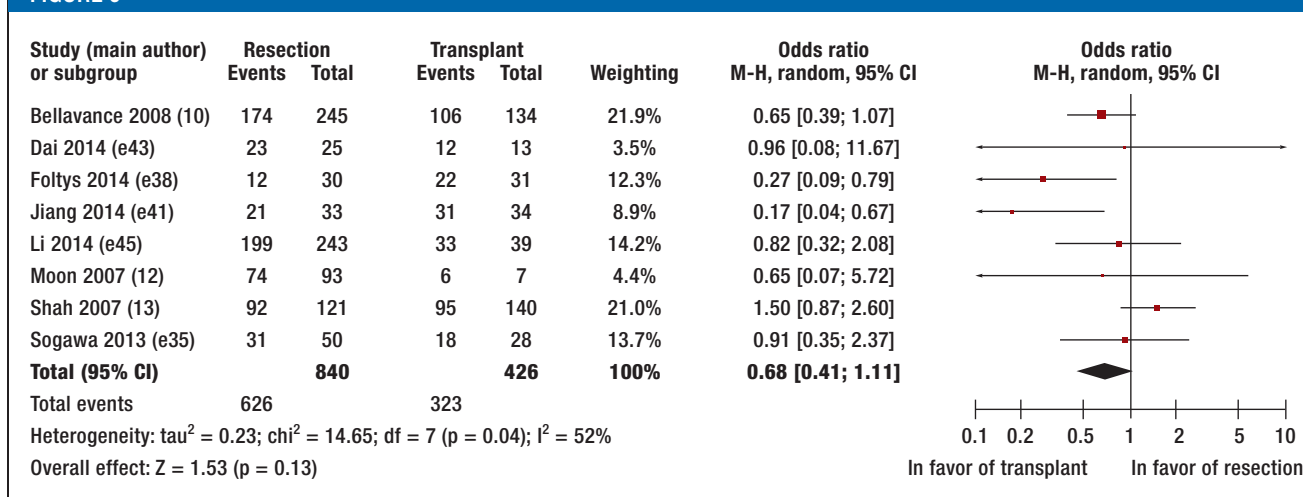 Study (main author) Resection Transplant Odds ratio Odds ratio
or subgroup Events Total Events Total Weighting M-H, random, 95% CI M-H, random, 95% CI
Bellavance 2008 (10) 174 245 106 134 21.9% 0.65 [0.39; 1.07]
Dai 2014 (e43) 23 25 12 13 3.5% 0.96 [0.08; 11.67]
Foltys 2014 (e38) 12 30 22 31 12.3% 0.27 [0.09; 0.79]
Jiang 2014 (e41) 21 33 31 34 8.9% 0.17 [0.04; 0.67]
Li 2014 (e45) 199 243 33 39 14.2% 0.82 [0.32; 2.08]
Moon 2007 (12) 74 93 6 7 4.4% 0.65 [0.07; 5.72]
Shah 2007 (13) 92 121 95 140 21.0% 1.50 [0.87; 2.60]
Sogawa 2013 (e35) 31 50 18 28 13.7% 0.91 [0.35; 2.37]
Total (95% CI) 840 426 100% 0.68 [0.41; 1.11]
Total events 626 323
Heterogeneity: tau² = 0.23; chi² = 14.65; df = 7 (p = 0.04); I² = 52%
0.1 0.2 0.5 1 2 5 10
Overall effect: Z = 1.53 (p = 0.13) In favor of transplant In favor of resection